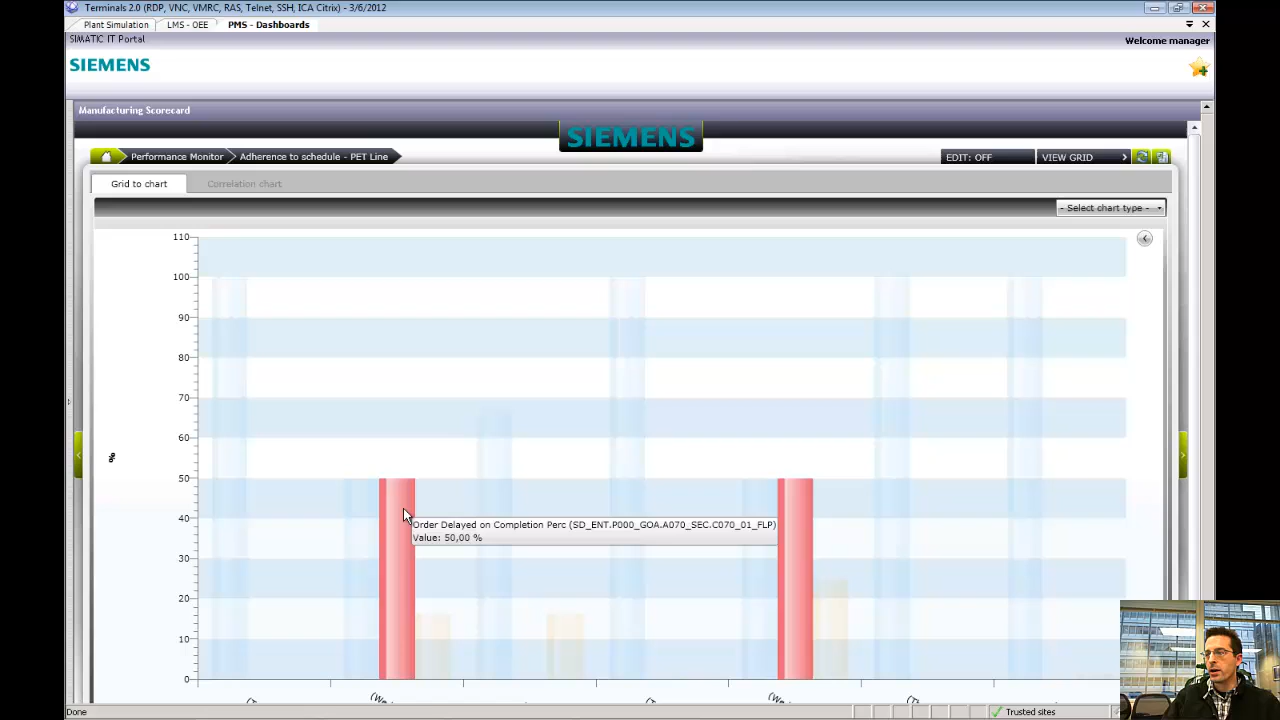 Terminals 2.0 (RDP, VNC, VMRC, RAS, Telnet, SSH, ICA Citrix) - 3/6/2012
Plant Simulation
LMS - OEE
PMS - Dashboards
SIMATIC IT Portal
Welcome manager
SIEMENS
Manufacturing Scorecard
SIEMENS
Performance Monitor
Adherence to schedule - PET Line
EDIT: OFF
VIEW GRID
Grid to chart
Correlation chart
- Select chart type -
110
100
90
80
70
60
50
40
30
20
10
0
%
Order Delayed on Completion Perc (SD_ENT.P000_GOA.A070_SEC.C070_01_FLP)
Value: 50,00 %
Done
Trusted sites